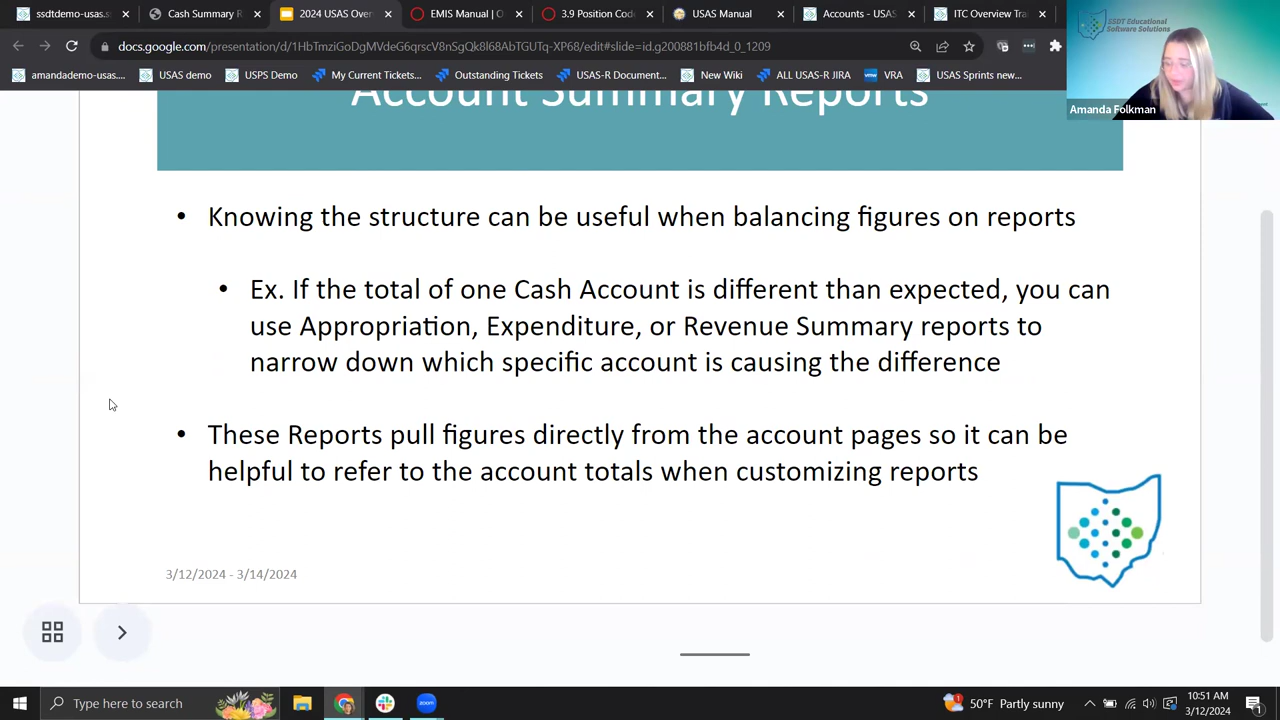 ssdtdemo-usas.s
Cash Summary R
2024 USAS Over
EMIS Manual | O
3.9 Position Cod
USAS Manual
Accounts - USAS
ITC Overview Tra
docs.google.com/presentation/d/1HbTmziGoDgMVdeG6qrscV8nSgQk8l68AbTGUTq-XP68/edit#slide=id.g200881bfb4d_0_1209
amandademo-usas...
USAS demo
USPS Demo
My Current Tickets...
Outstanding Tickets
USAS-R Document...
New Wiki
ALL USAS-R JIRA
VRA
USAS Sprints new...
SSDT Educational
Software Solutions
Amanda Folkman
Account Summary Reports
• Knowing the structure can be useful when balancing figures on reports
• Ex. If the total of one Cash Account is different than expected, you can
use Appropriation, Expenditure, or Revenue Summary reports to
narrow down which specific account is causing the difference
• These Reports pull figures directly from the account pages so it can be
helpful to refer to the account totals when customizing reports
3/12/2024 - 3/14/2024
Type here to search
50°F Partly sunny
10:51 AM
3/12/2024